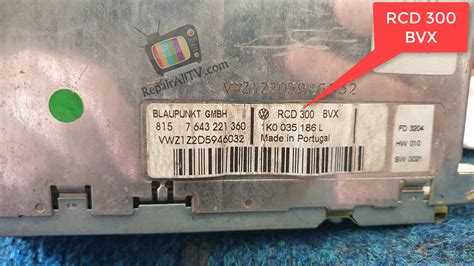 RCD 300
BVX
RepairAllTV.com
VWZ1Z2D5946032
BLAUPUNKT GMBH
815 7 643 221 360
VWZ1Z2D5946032
RCD 300 BVX
1K0 035 186 L
Made in Portugal
FD 3204
HW 010
SW 0021